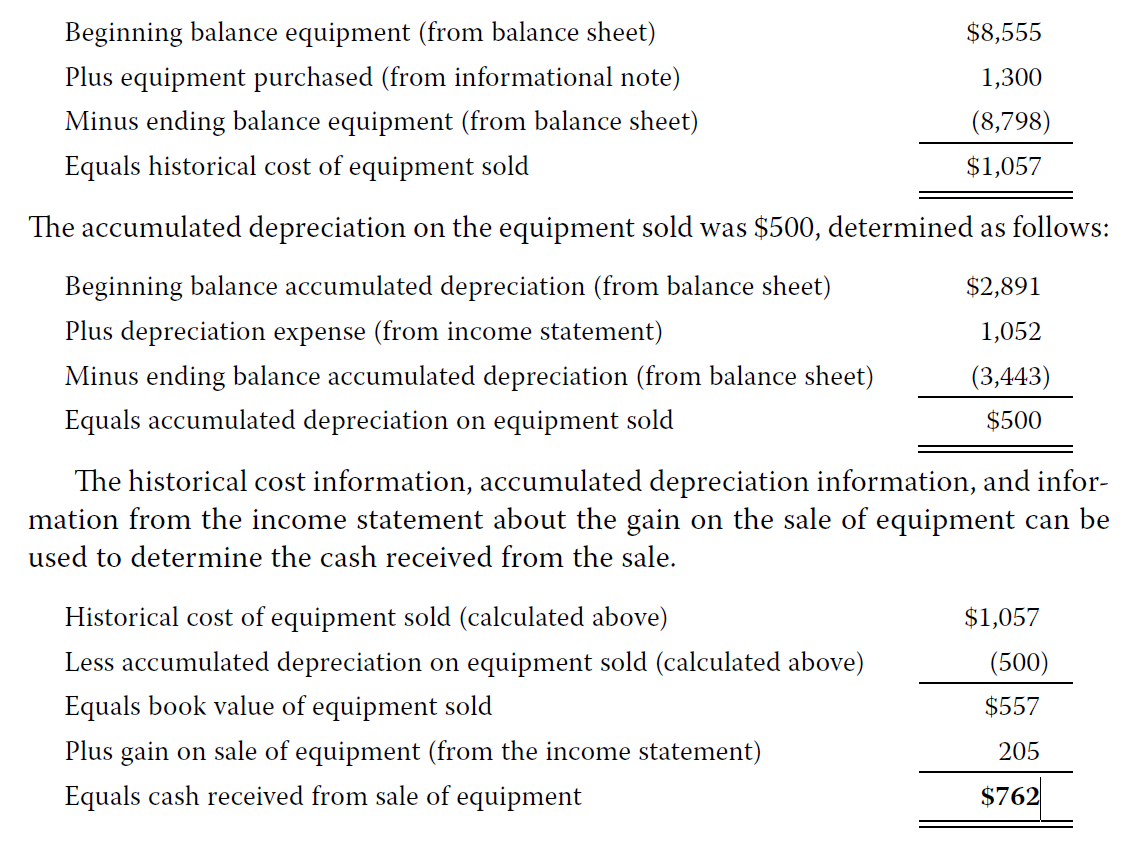 Beginning balance equipment (from balance sheet) $8,555
Plus equipment purchased (from informational note) 1,300
Minus ending balance equipment (from balance sheet) (8,798)
Equals historical cost of equipment sold $1,057
The accumulated depreciation on the equipment sold was $500, determined as follows:
Beginning balance accumulated depreciation (from balance sheet) $2,891
Plus depreciation expense (from income statement) 1,052
Minus ending balance accumulated depreciation (from balance sheet) (3,443)
Equals accumulated depreciation on equipment sold $500
The historical cost information, accumulated depreciation information, and infor-
mation from the income statement about the gain on the sale of equipment can be
used to determine the cash received from the sale.
Historical cost of equipment sold (calculated above) $1,057
Less accumulated depreciation on equipment sold (calculated above) (500)
Equals book value of equipment sold $557
Plus gain on sale of equipment (from the income statement) 205
Equals cash received from sale of equipment $762